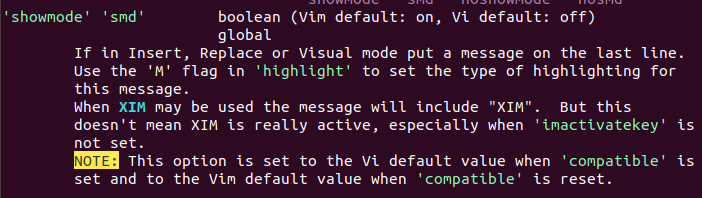 'showmode' 'smd' 'noshowmode' 'nosmd'
'showmode' 'smd' boolean (Vim default: on, Vi default: off)
global
If in Insert, Replace or Visual mode put a message on the last line.
Use the 'M' flag in 'highlight' to set the type of highlighting for
this message.
When XIM may be used the message will include "XIM". But this
doesn't mean XIM is really active, especially when 'imactivatekey' is
not set.
NOTE: This option is set to the Vi default value when 'compatible' is
set and to the Vim default value when 'compatible' is reset.